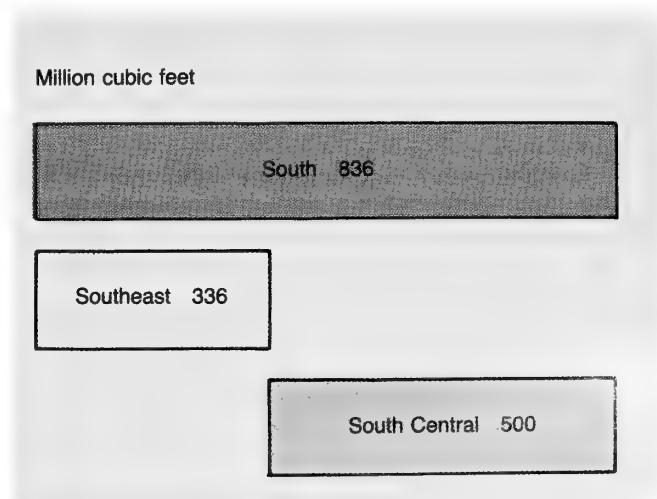 Million cubic feet
South 836
Southeast 336
South Central 500